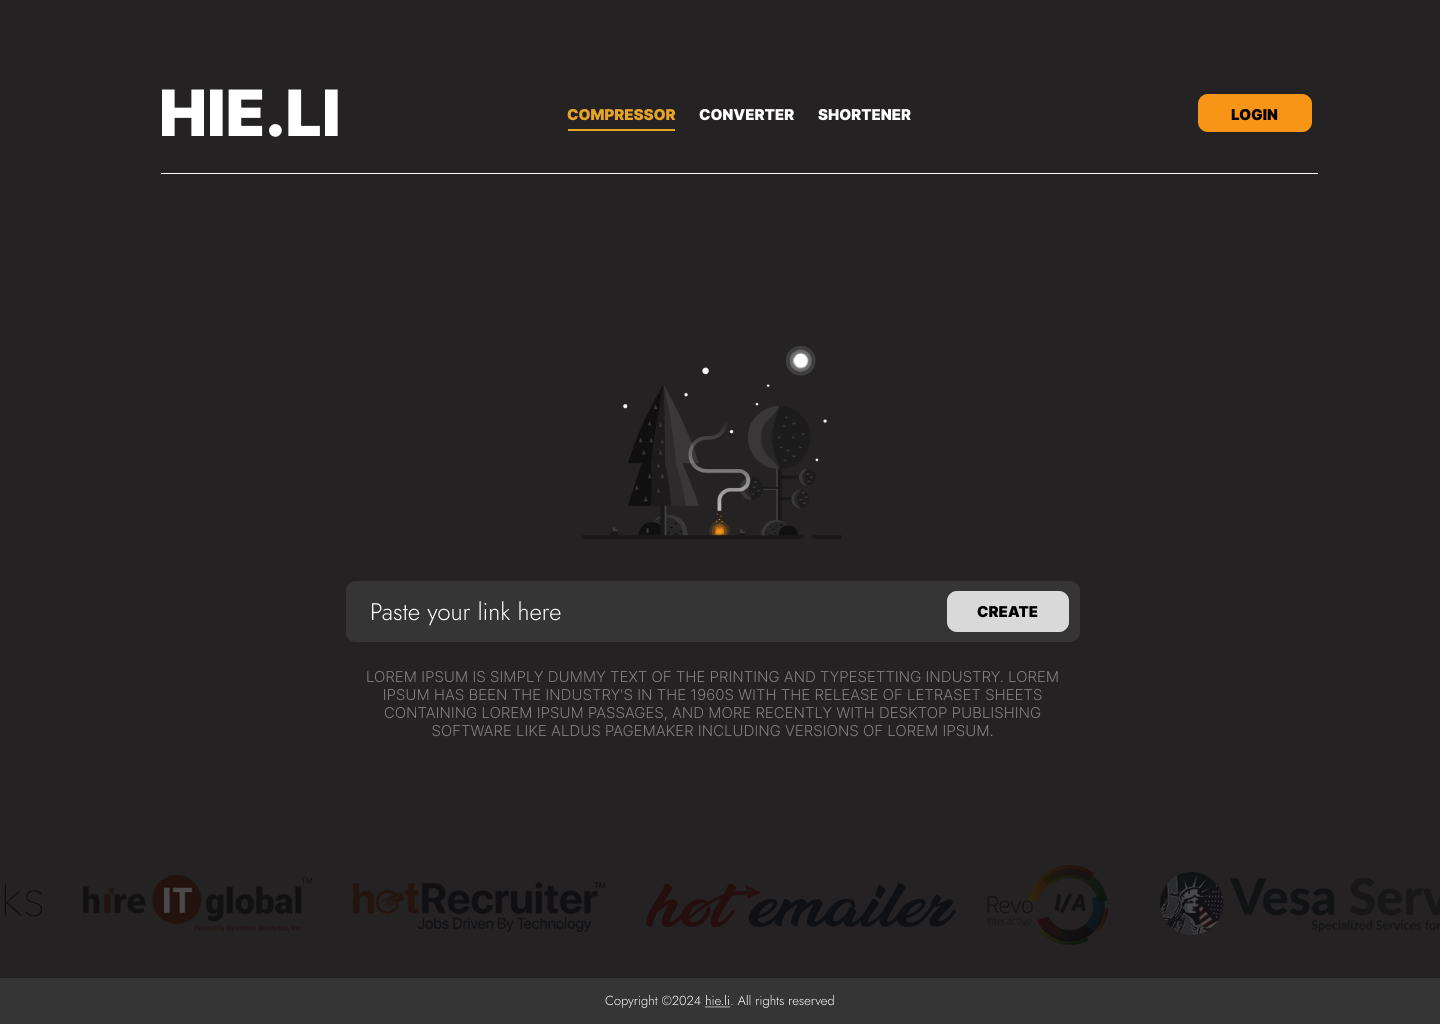 HIE.LI
COMPRESSOR CONVERTER SHORTENER
LOGIN
Paste your link here
CREATE
LOREM IPSUM IS SIMPLY DUMMY TEXT OF THE PRINTING AND TYPESETTING INDUSTRY. LOREM
IPSUM HAS BEEN THE INDUSTRY'S IN THE 1960S WITH THE RELEASE OF LETRASET SHEETS
CONTAINING LOREM IPSUM PASSAGES, AND MORE RECENTLY WITH DESKTOP PUBLISHING
SOFTWARE LIKE ALDUS PAGEMAKER INCLUDING VERSIONS OF LOREM IPSUM.
ks
hire IT global™
hotRecruiter™
Jobs Driven By Technology
hot emailer
Revo
Interactive
I/A
Vesa Serv
Specialized Services for
Copyright ©2024 hie.li. All rights reserved